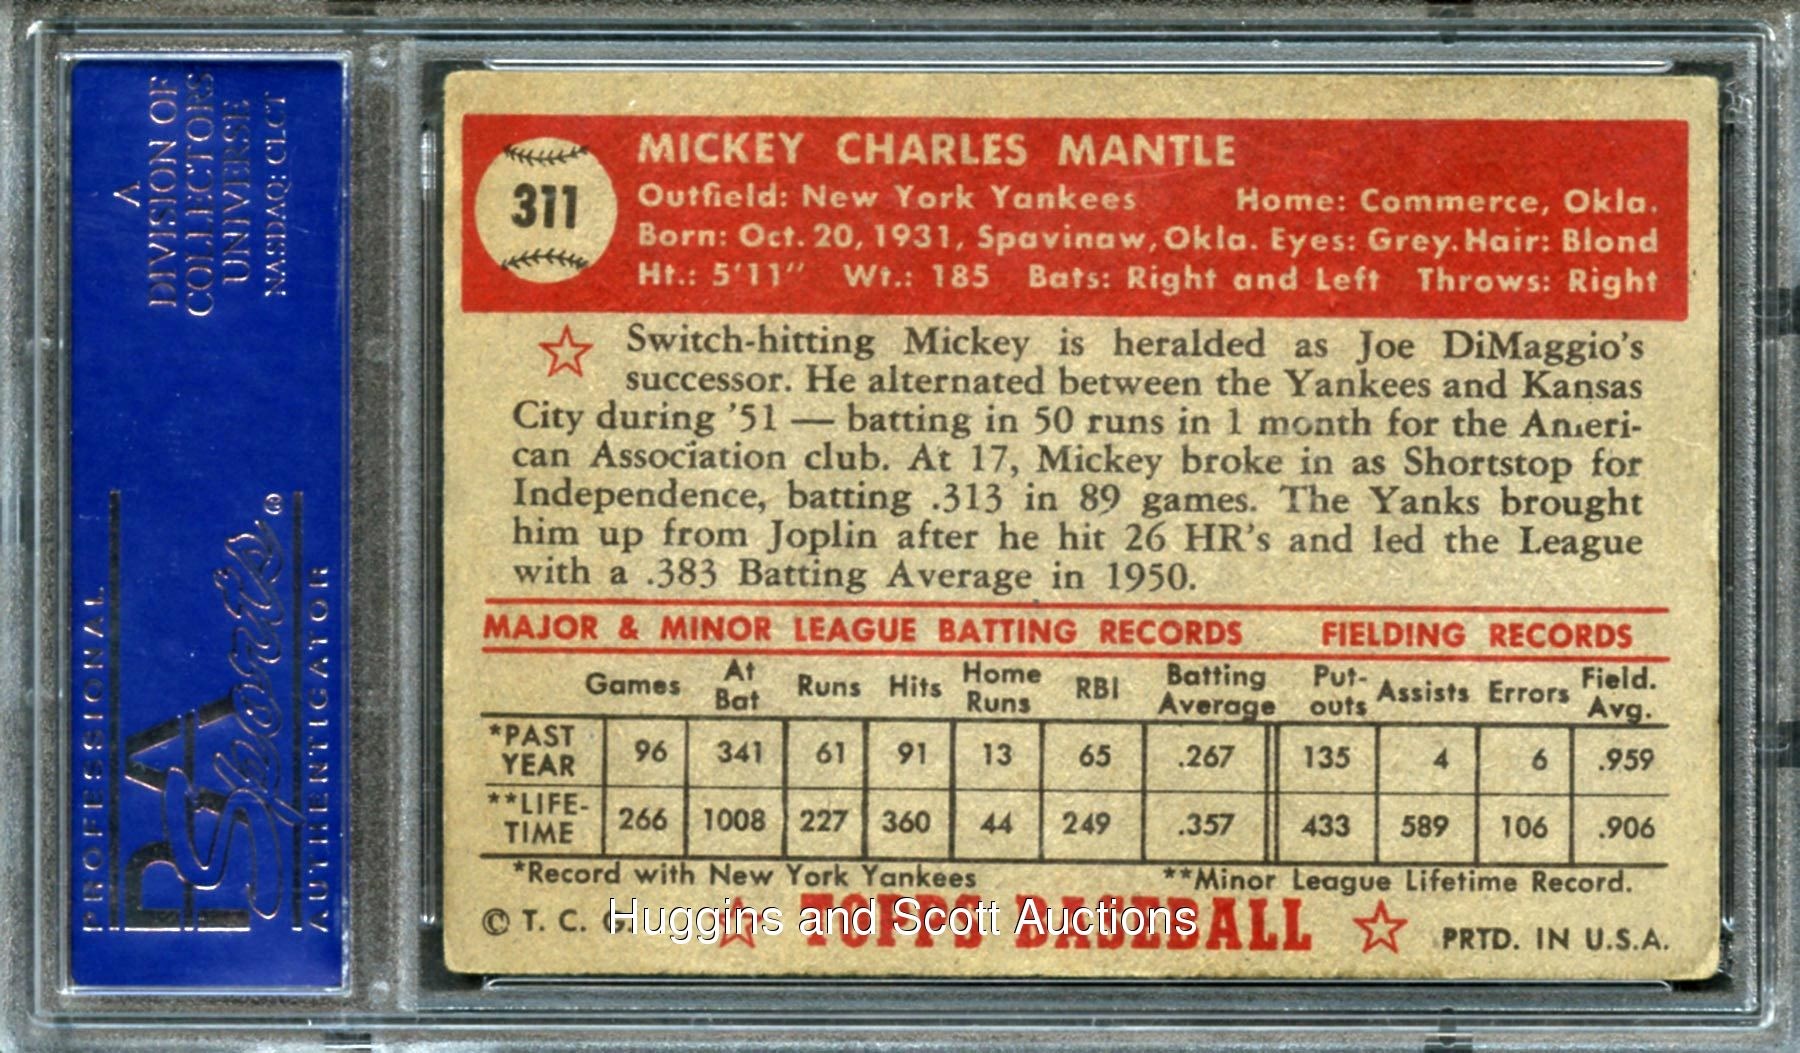 A
DIVISION OF
COLLECTORS
UNIVERSE
NASDAQ: CLCT
PROFESSIONAL
PSA
Sports®
AUTHENTICATOR
311
MICKEY CHARLES MANTLE
Outfield: New York Yankees Home: Commerce, Okla.
Born: Oct. 20, 1931, Spavinaw, Okla. Eyes: Grey. Hair: Blond
Ht.: 5'11" Wt.: 185 Bats: Right and Left Throws: Right
Switch-hitting Mickey is heralded as Joe DiMaggio's
successor. He alternated between the Yankees and Kansas
City during '51 — batting in 50 runs in 1 month for the Ameri-
can Association club. At 17, Mickey broke in as Shortstop for
Independence, batting .313 in 89 games. The Yanks brought
him up from Joplin after he hit 26 HR's and led the League
with a .383 Batting Average in 1950.
MAJOR & MINOR LEAGUE BATTING RECORDS FIELDING RECORDS
Games At Bat Runs Hits Home Runs RBI Batting Average Put-outs Assists Errors Field. Avg.
*PAST YEAR 96 341 61 91 13 65 .267 135 4 6 .959
**LIFE-TIME 266 1008 227 360 44 249 .357 433 589 106 .906
*Record with New York Yankees **Minor League Lifetime Record.
© T. C. G. TOPPS BASEBALL PRTD. IN U.S.A.
Huggins and Scott Auctions